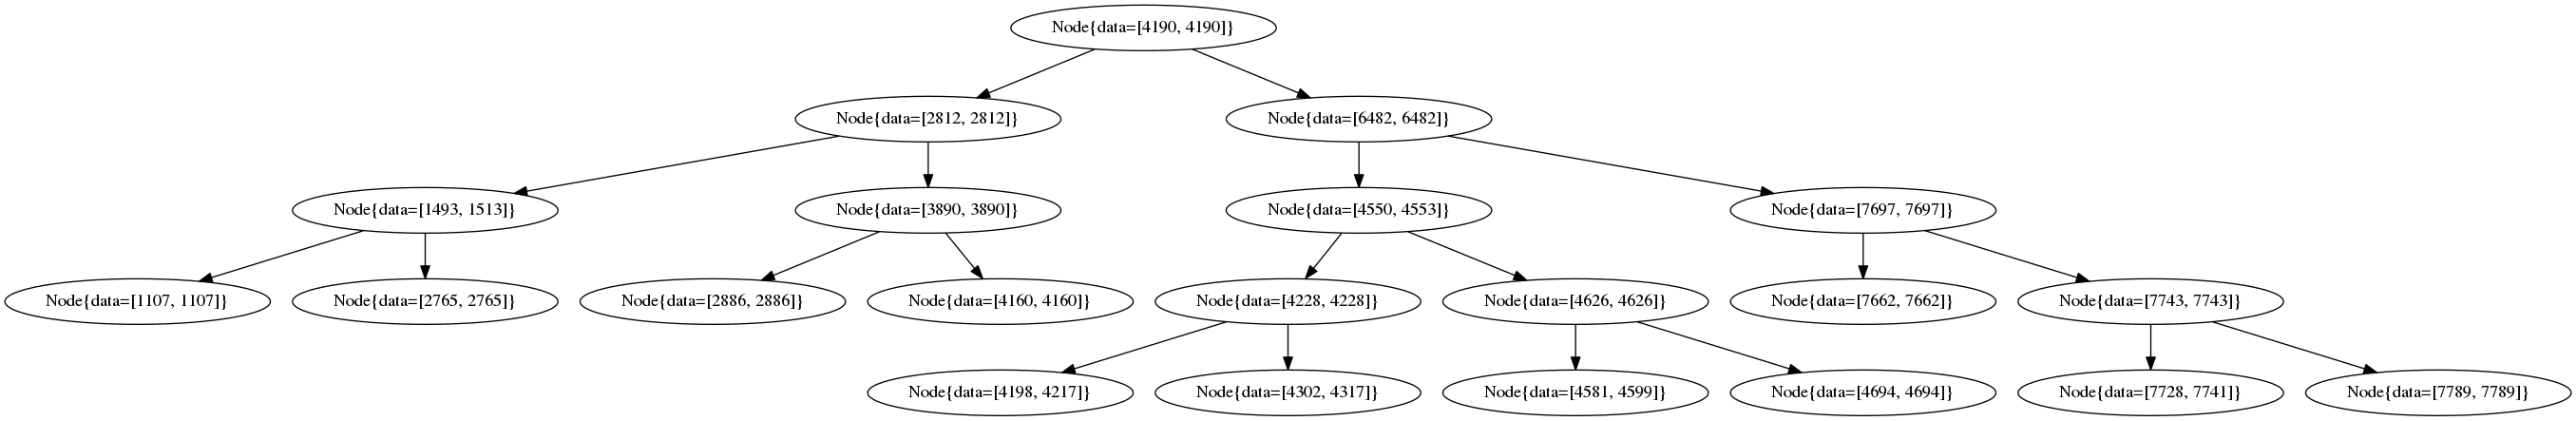 Node{data=[4190, 4190]}
Node{data=[2812, 2812]}
Node{data=[6482, 6482]}
Node{data=[1493, 1513]}
Node{data=[3890, 3890]}
Node{data=[4550, 4553]}
Node{data=[7697, 7697]}
Node{data=[1107, 1107]}
Node{data=[2765, 2765]}
Node{data=[2886, 2886]}
Node{data=[4160, 4160]}
Node{data=[4228, 4228]}
Node{data=[4626, 4626]}
Node{data=[7662, 7662]}
Node{data=[7743, 7743]}
Node{data=[4198, 4217]}
Node{data=[4302, 4317]}
Node{data=[4581, 4599]}
Node{data=[4694, 4694]}
Node{data=[7728, 7741]}
Node{data=[7789, 7789]}